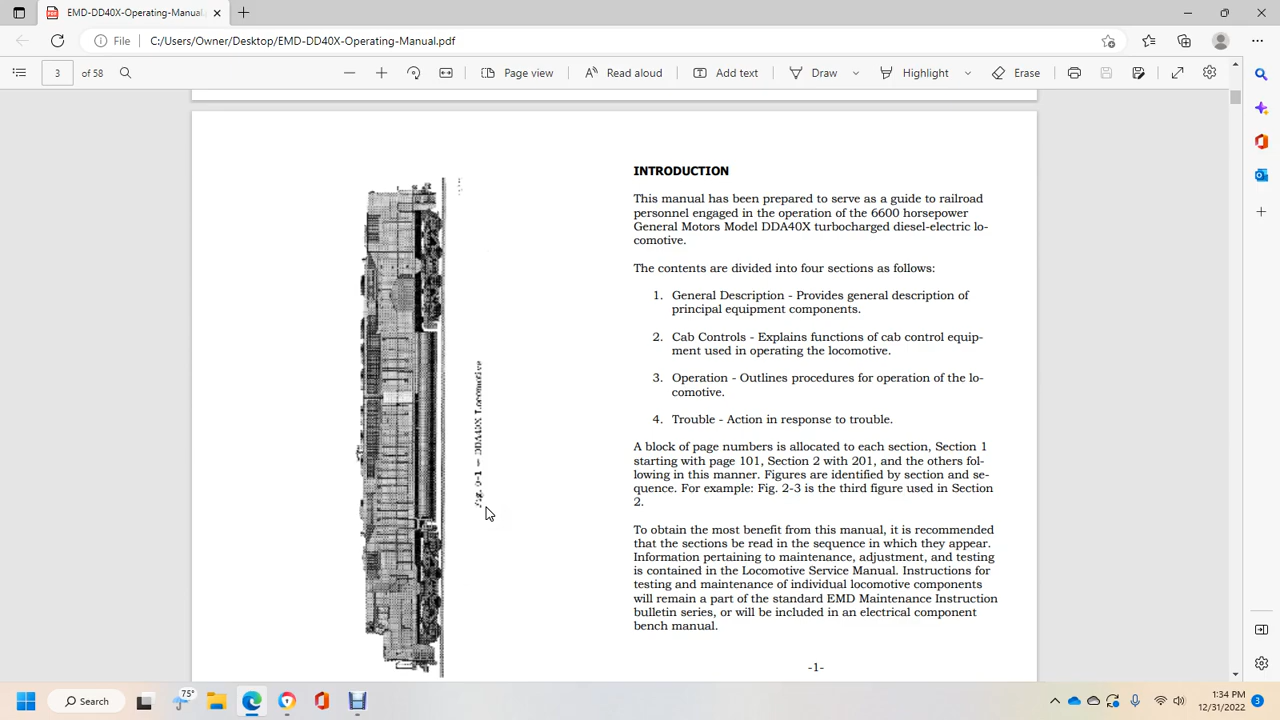 EMD-DD40X-Operating-Manual.
File
C:/Users/Owner/Desktop/EMD-DD40X-Operating-Manual.pdf
3
of 58
Page view
Read aloud
Add text
Draw
Highlight
Erase
DDA40X Locomotive
INTRODUCTION
This manual has been prepared to serve as a guide to railroad
personnel engaged in the operation of the 6600 horsepower
General Motors Model DDA40X turbocharged diesel-electric lo-
comotive.
The contents are divided into four sections as follows:
1. General Description - Provides general description of
principal equipment components.
2. Cab Controls - Explains functions of cab control equip-
ment used in operating the locomotive.
3. Operation - Outlines procedures for operation of the lo-
comotive.
4. Trouble - Action in response to trouble.
A block of page numbers is allocated to each section, Section 1
starting with page 101, Section 2 with 201, and the others fol-
lowing in this manner. Figures are identified by section and se-
quence. For example: Fig. 2-3 is the third figure used in Section
2.
To obtain the most benefit from this manual, it is recommended
that the sections be read in the sequence in which they appear.
Information pertaining to maintenance, adjustment, and testing
is contained in the Locomotive Service Manual. Instructions for
testing and maintenance of individual locomotive components
will remain a part of the standard EMD Maintenance Instruction
bulletin series, or will be included in an electrical component
bench manual.
-1-
Search
75°
1:34 PM
12/31/2022
3